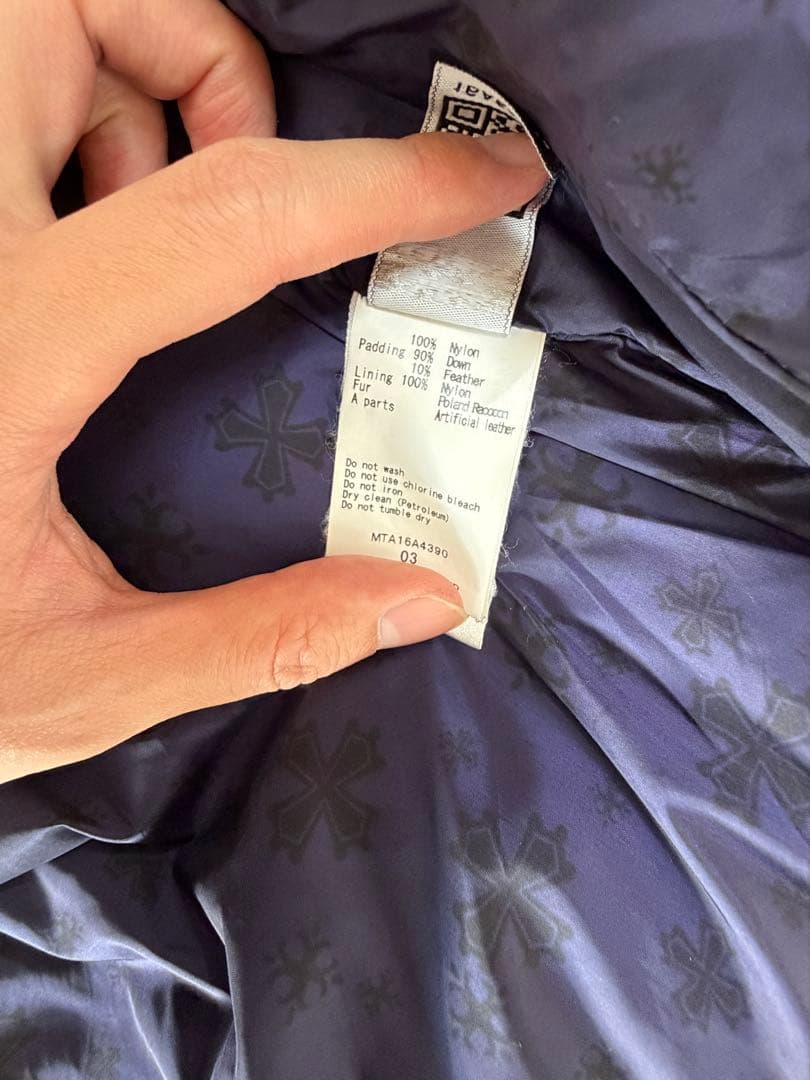 100% Nylon
Padding 90% Down
10% Feather
Lining 100% Nylon
Fur Poland Racocon
A parts Artificial leather
Do not wash
Do not use chlorine bleach
Do not iron
Dry clean (Petroleum)
Do not tumble dry
MTA16A4390
03